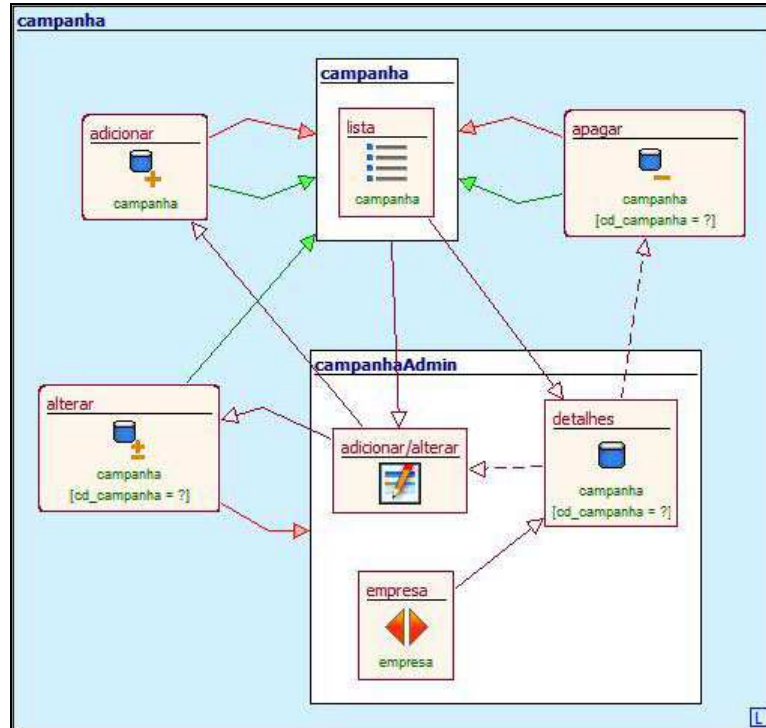 campanha
campanha
adicionar
campanha
lista
campanha
apagar
campanha
[cd_campanha = ?]
campanhaAdmin
alterar
campanha
[cd_campanha = ?]
adicionar/alterar
detalhes
campanha
[cd_campanha = ?]
empresa
empresa
L